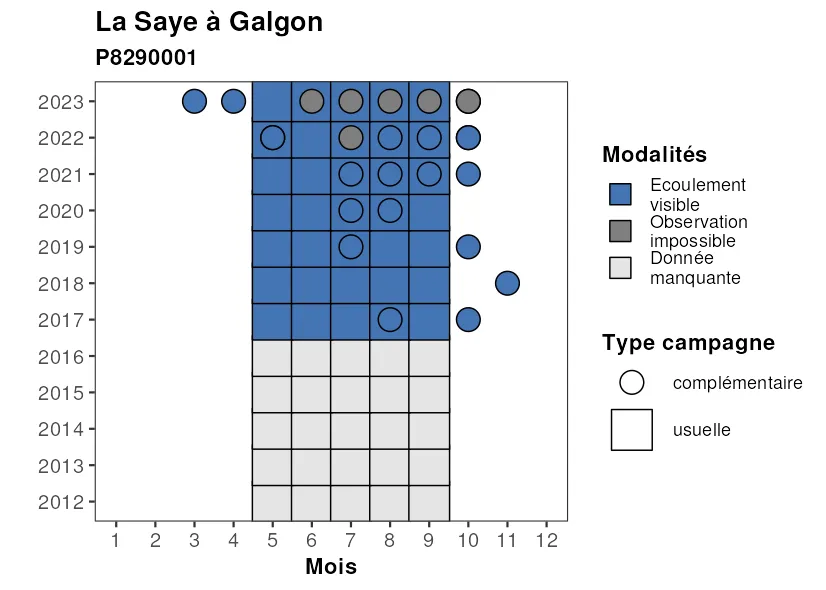 La Saye à Galgon
P8290001
2023
2022
2021
2020
2019
2018
2017
2016
2015
2014
2013
2012
1 2 3 4 5 6 7 8 9 10 11 12
Mois
Modalités
Ecoulement
visible
Observation
impossible
Donnée
manquante
Type campagne
complémentaire
usuelle